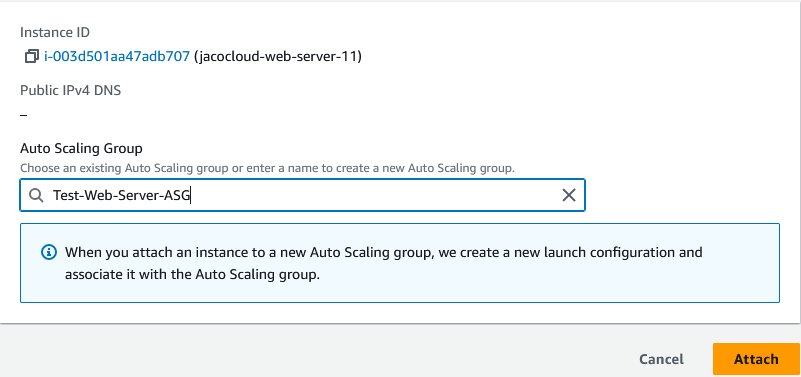 Instance ID
i-003d501aa47adb707 (jacocloud-web-server-11)
Public IPv4 DNS
–
Auto Scaling Group
Choose an existing Auto Scaling group or enter a name to create a new Auto Scaling group.
Test-Web-Server-ASG
When you attach an instance to a new Auto Scaling group, we create a new launch configuration and
associate it with the Auto Scaling group.
Cancel Attach